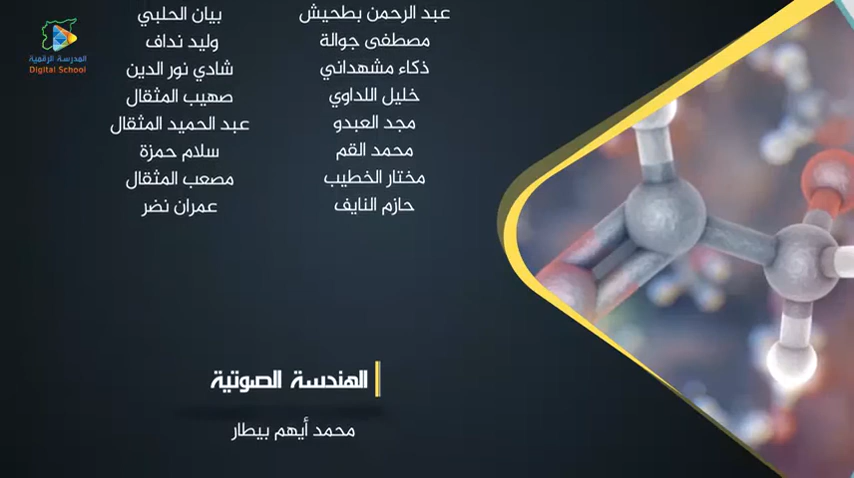 المدرسة الرقمية
Digital School
عبد الرحمن بطحيش
مصطفى جوالة
ذكاء مشهداني
خليل اللداوي
مجد العبدو
محمد القم
مختار الخطيب
حازم النايف
بيان الحلبي
وليد نداف
شادي نور الدين
صهيب المثقال
عبد الحميد المثقال
سلام حمزة
مصعب المثقال
عمران نضر
الهندسة الصوتية
محمد أيهم بيطار